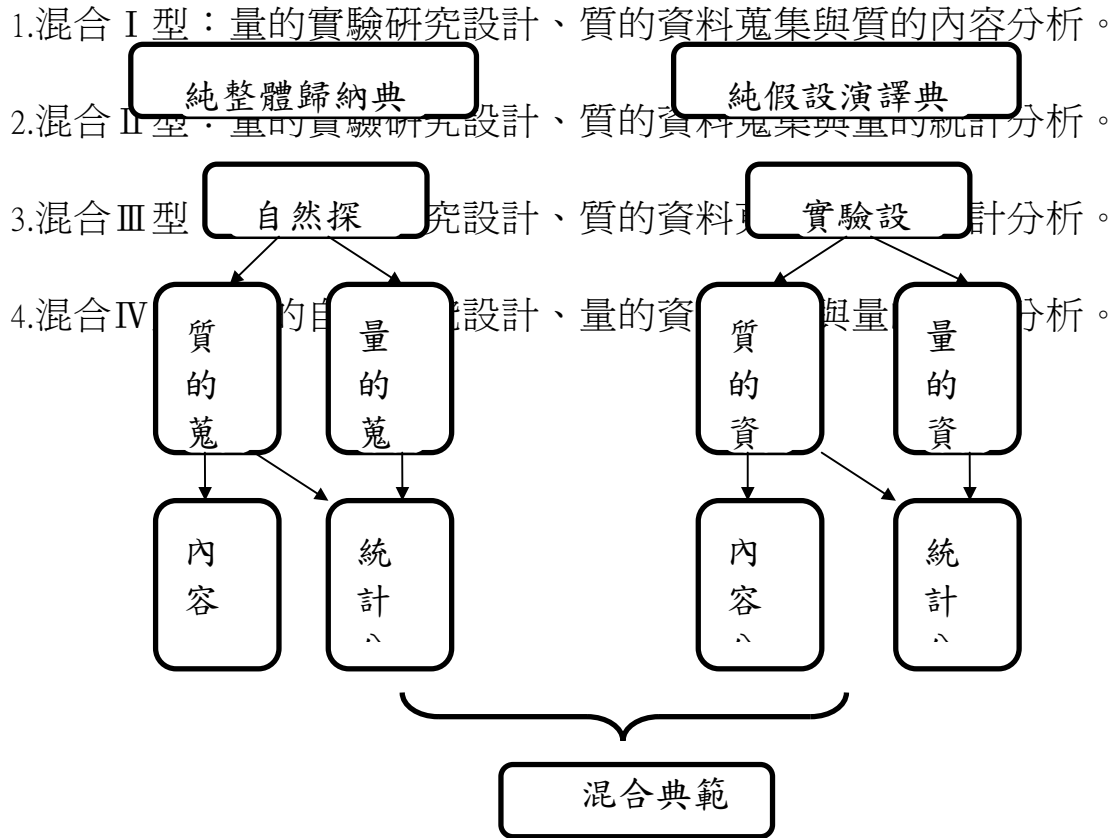 1.混合Ⅰ型：量的實驗研究設計、質的資料蒐集與質的內容分析。
純整體歸納典
純假設演譯典
2.混合Ⅱ型：量的實驗研究設計、質的資料蒐集與量的統計分析。
自然探
實驗設
3.混合Ⅲ型 究設計、質的資料 計分析。
4.混合Ⅳ 的自 設計、量的資 與量 分析。
質的蒐
量的蒐
質的資
量的資
內容
統計
內容
統計
混合典範